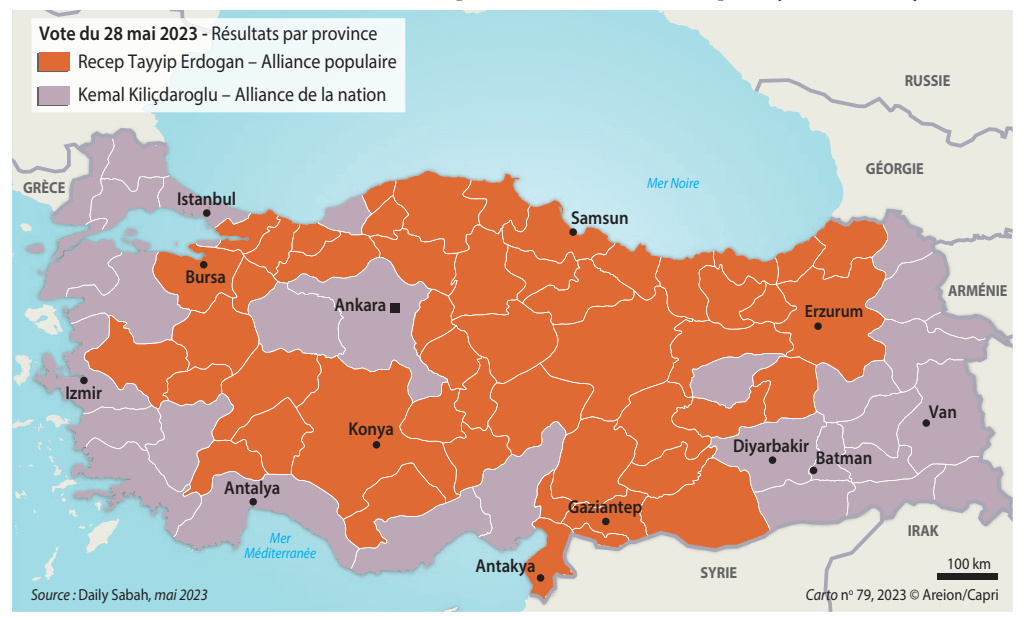 Vote du 28 mai 2023 - Résultats par province
Recep Tayyip Erdogan – Alliance populaire
Kemal Kiliçdaroglu – Alliance de la nation
RUSSIE
GÉORGIE
GRÈCE
Mer Noire
Istanbul
Samsun
Bursa
Ankara
ARMÉNIE
Erzurum
Izmir
Van
Konya
Diyarbakir
Batman
Antalya
Gaziantep
IRAK
Mer
Méditerranée
Antakya
SYRIE
100 km
Source : Daily Sabah, mai 2023
Carto nº 79, 2023 © Areion/Capri